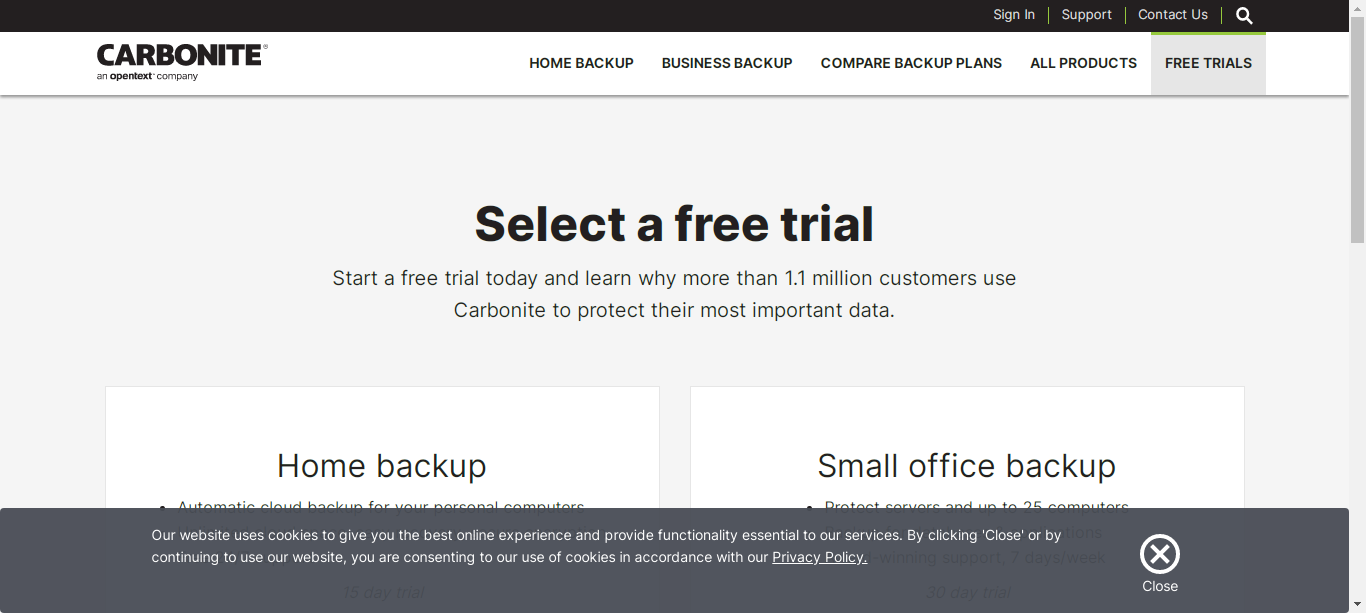 Sign In
Support
Contact Us
CARBONITE®
an opentext™ company
HOME BACKUP
BUSINESS BACKUP
COMPARE BACKUP PLANS
ALL PRODUCTS
FREE TRIALS
Select a free trial
Start a free trial today and learn why more than 1.1 million customers use
Carbonite to protect their most important data.
Home backup
Automatic cloud backup for your personal computers
15 day trial
Small office backup
Protect servers and up to 25 computers
support, 7 days/week
30 day trial
Our website uses cookies to give you the best online experience and provide functionality essential to our services. By clicking 'Close' or by
continuing to use our website, you are consenting to our use of cookies in accordance with our Privacy Policy.
Close